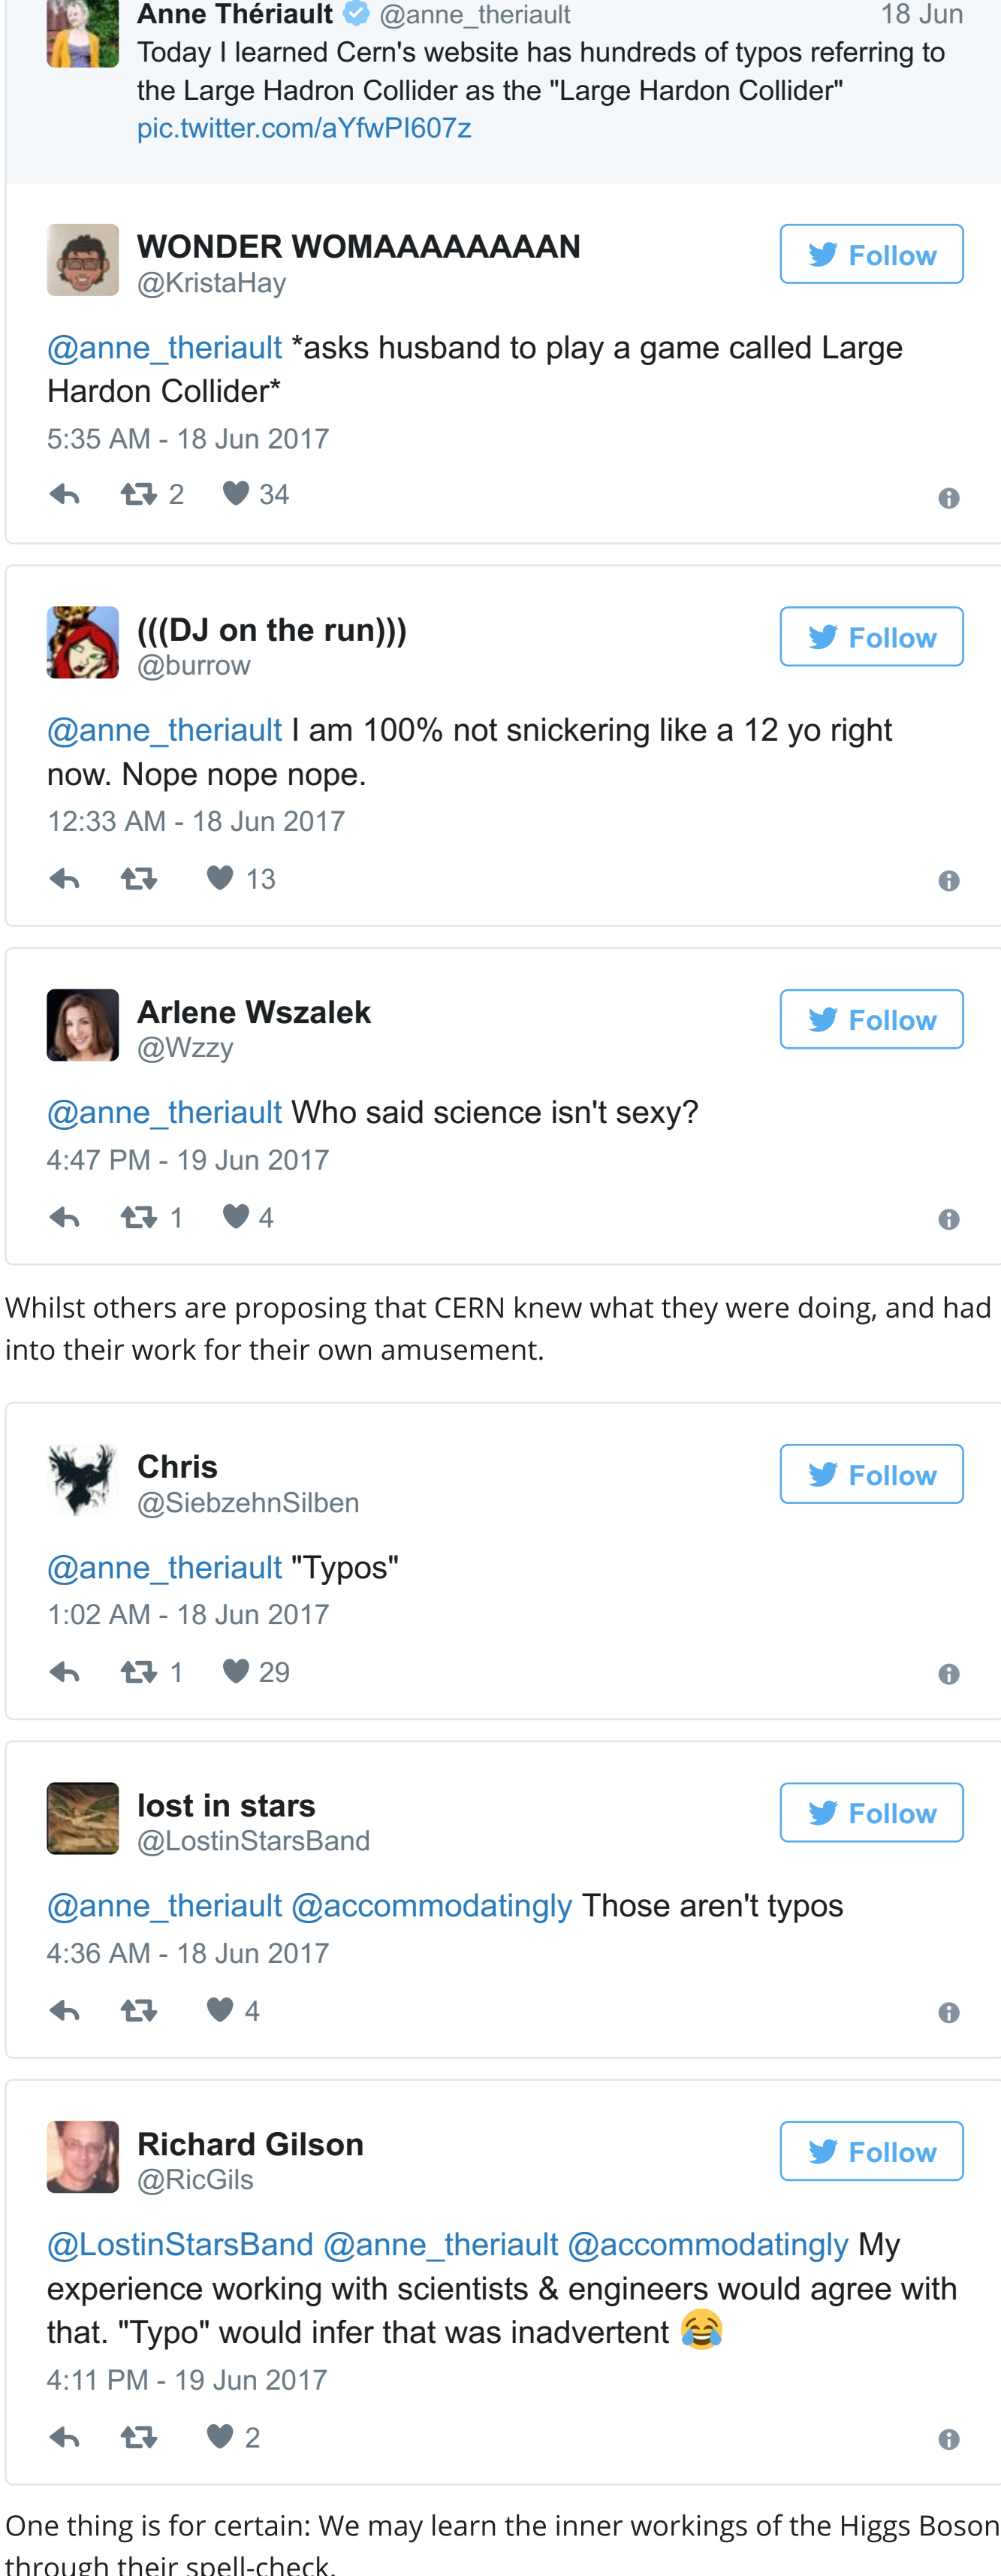 Anne Thériault @anne_theriault 18 Jun
Today I learned Cern's website has hundreds of typos referring to
the Large Hadron Collider as the "Large Hardon Collider"
pic.twitter.com/aYfwPI607z
WONDER WOMAAAAAAAAN
@KristaHay
Follow
@anne_theriault *asks husband to play a game called Large
Hardon Collider*
5:35 AM - 18 Jun 2017
2 34
(((DJ on the run)))
@burrow
Follow
@anne_theriault I am 100% not snickering like a 12 yo right
now. Nope nope nope.
12:33 AM - 18 Jun 2017
13
Arlene Wszalek
@Wzzy
Follow
@anne_theriault Who said science isn't sexy?
4:47 PM - 19 Jun 2017
1 4
Whilst others are proposing that CERN knew what they were doing, and had
into their work for their own amusement.
Chris
@SiebzehnSilben
Follow
@anne_theriault "Typos"
1:02 AM - 18 Jun 2017
1 29
lost in stars
@LostinStarsBand
Follow
@anne_theriault @accommodatingly Those aren't typos
4:36 AM - 18 Jun 2017
4
Richard Gilson
@RicGils
Follow
@LostinStarsBand @anne_theriault @accommodatingly My
experience working with scientists & engineers would agree with
that. "Typo" would infer that was inadvertent 😂
4:11 PM - 19 Jun 2017
2
One thing is for certain: We may learn the inner workings of the Higgs Boson
through their spell-check.